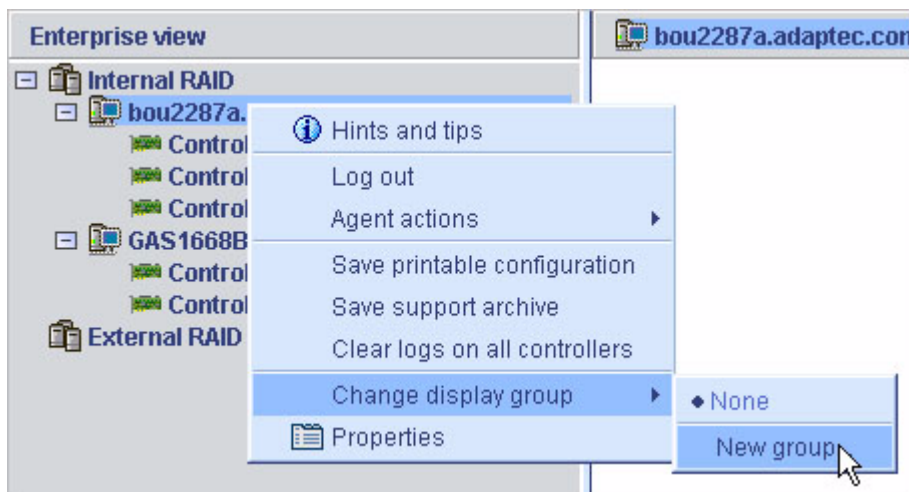 Enterprise view
bou2287a.adaptec.com
Internal RAID
bou2287a.
Control
Control
Control
GAS1668B
Control
Control
External RAID
Hints and tips
Log out
Agent actions
Save printable configuration
Save support archive
Clear logs on all controllers
Change display group
Properties
None
New group